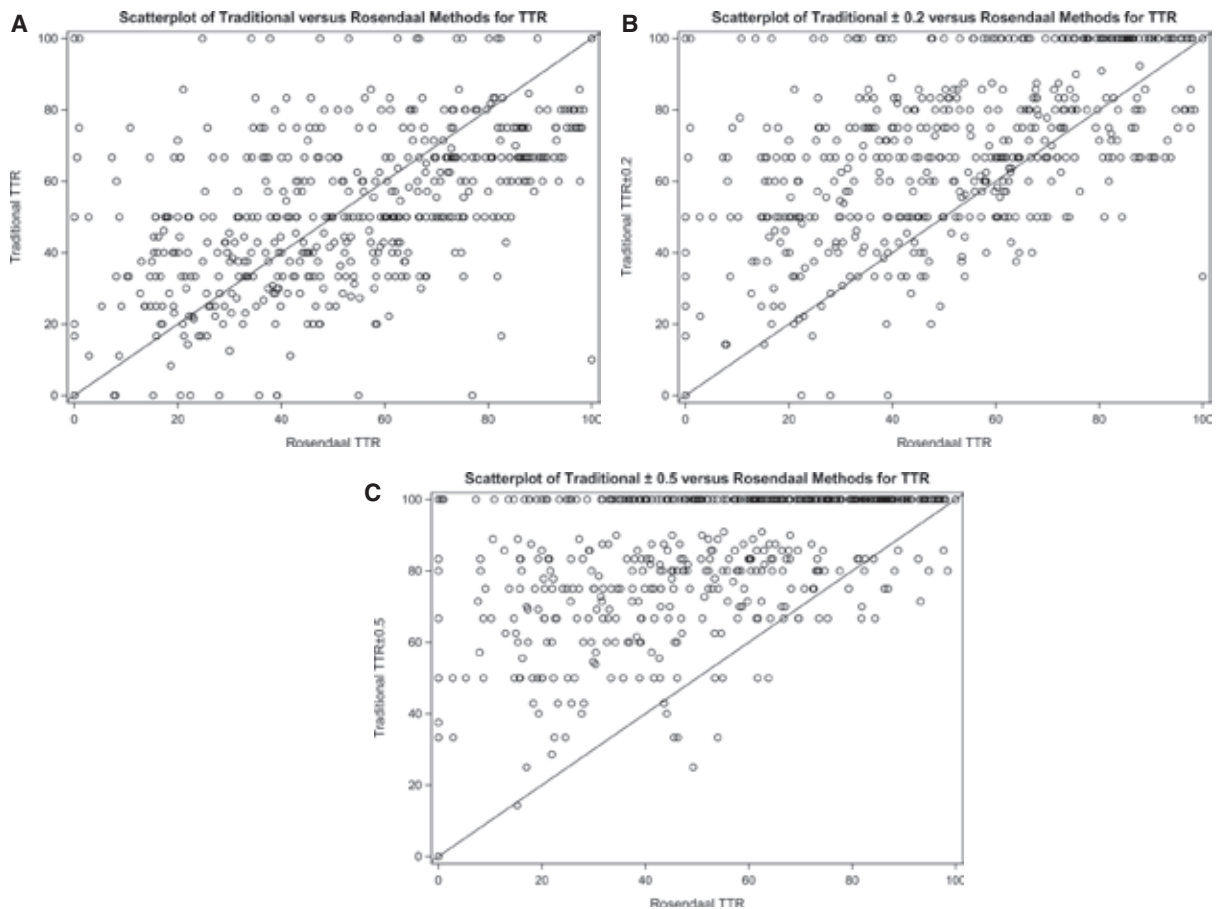 A
Scatterplot of Traditional versus Rosendaal Methods for TTR
100
80
60
40
20
0
Traditional TTR
0 20 40 60 80 100
Rosendaal TTR
B
Scatterplot of Traditional ± 0.2 versus Rosendaal Methods for TTR
100
80
60
40
20
0
Traditional TTR±0.2
0 20 40 60 80 100
Rosendaal TTR
C
Scatterplot of Traditional ± 0.5 versus Rosendaal Methods for TTR
100
80
60
40
20
0
Traditional TTR±0.5
0 20 40 60 80 100
Rosendaal TTR